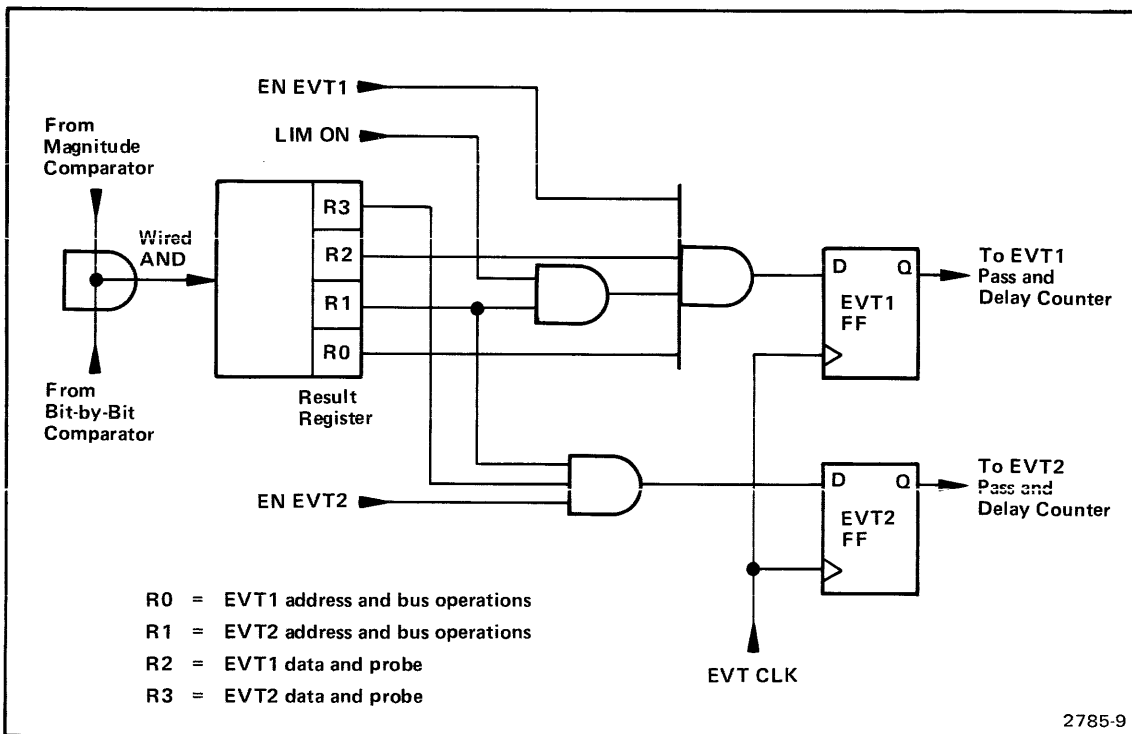 EN EVT1
LIM ON
From
Magnitude
Comparator
Wired
AND
R3
R2
R1
R0
Result
Register
From
Bit-by-Bit
Comparator
D Q
EVT1
FF
To EVT1
Pass and
Delay Counter
EN EVT2
D Q
EVT2
FF
To EVT2
Pass and
Delay Counter
EVT CLK
R0 = EVT1 address and bus operations
R1 = EVT2 address and bus operations
R2 = EVT1 data and probe
R3 = EVT2 data and probe
2785-9